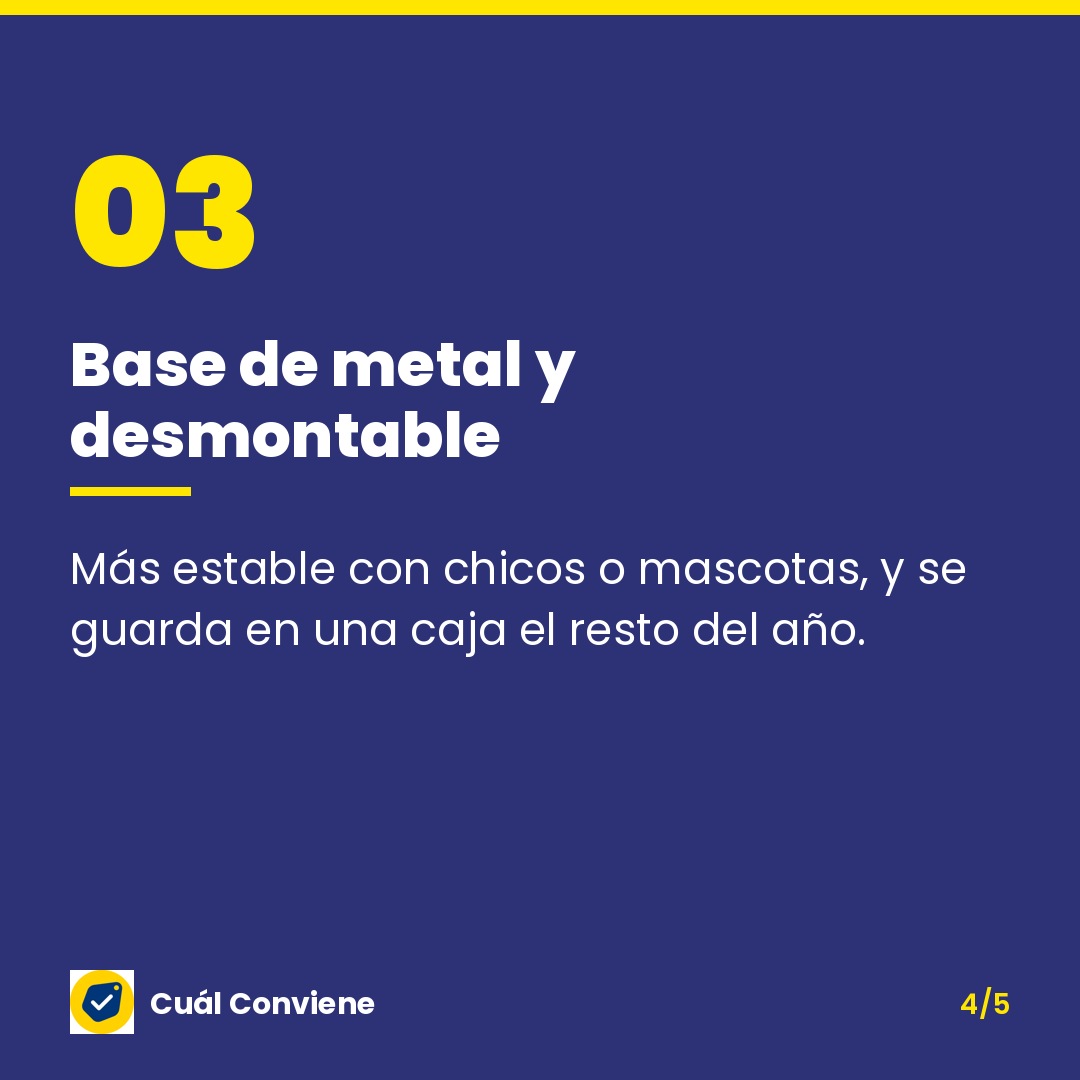 03
Base de metal y
desmontable
Más estable con chicos o mascotas, y se
guarda en una caja el resto del año.
Cuál Conviene
4/5